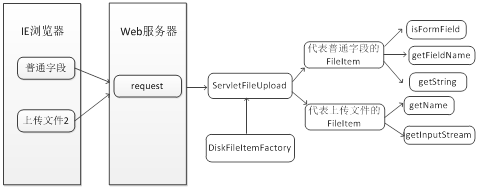 IE浏览器
普通字段
上传文件2
Web服务器
request
ServletFileUpload
DiskFileItemFactory
代表普通字段的
FileItem
代表上传文件的
FileItem
isFormField
getFieldName
getString
getName
getInputStream